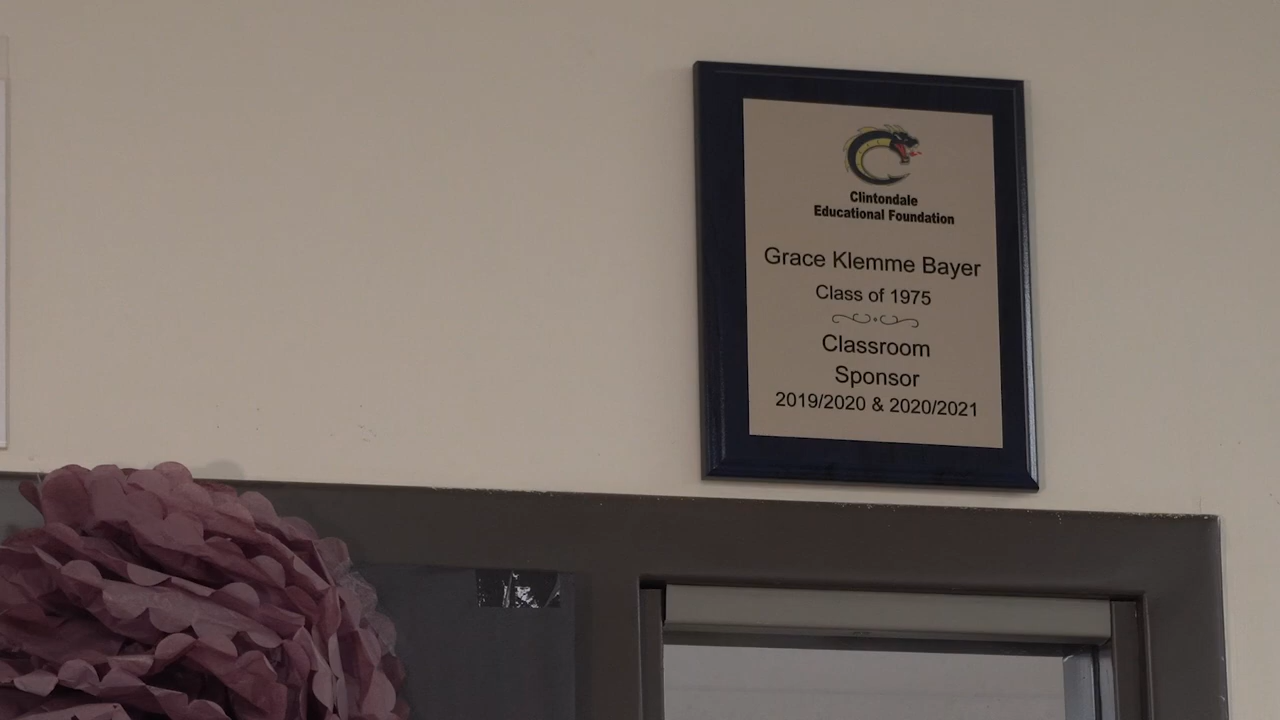 Clintondale
Educational Foundation
Grace Klemme Bayer
Class of 1975
Classroom
Sponsor
2019/2020 & 2020/2021